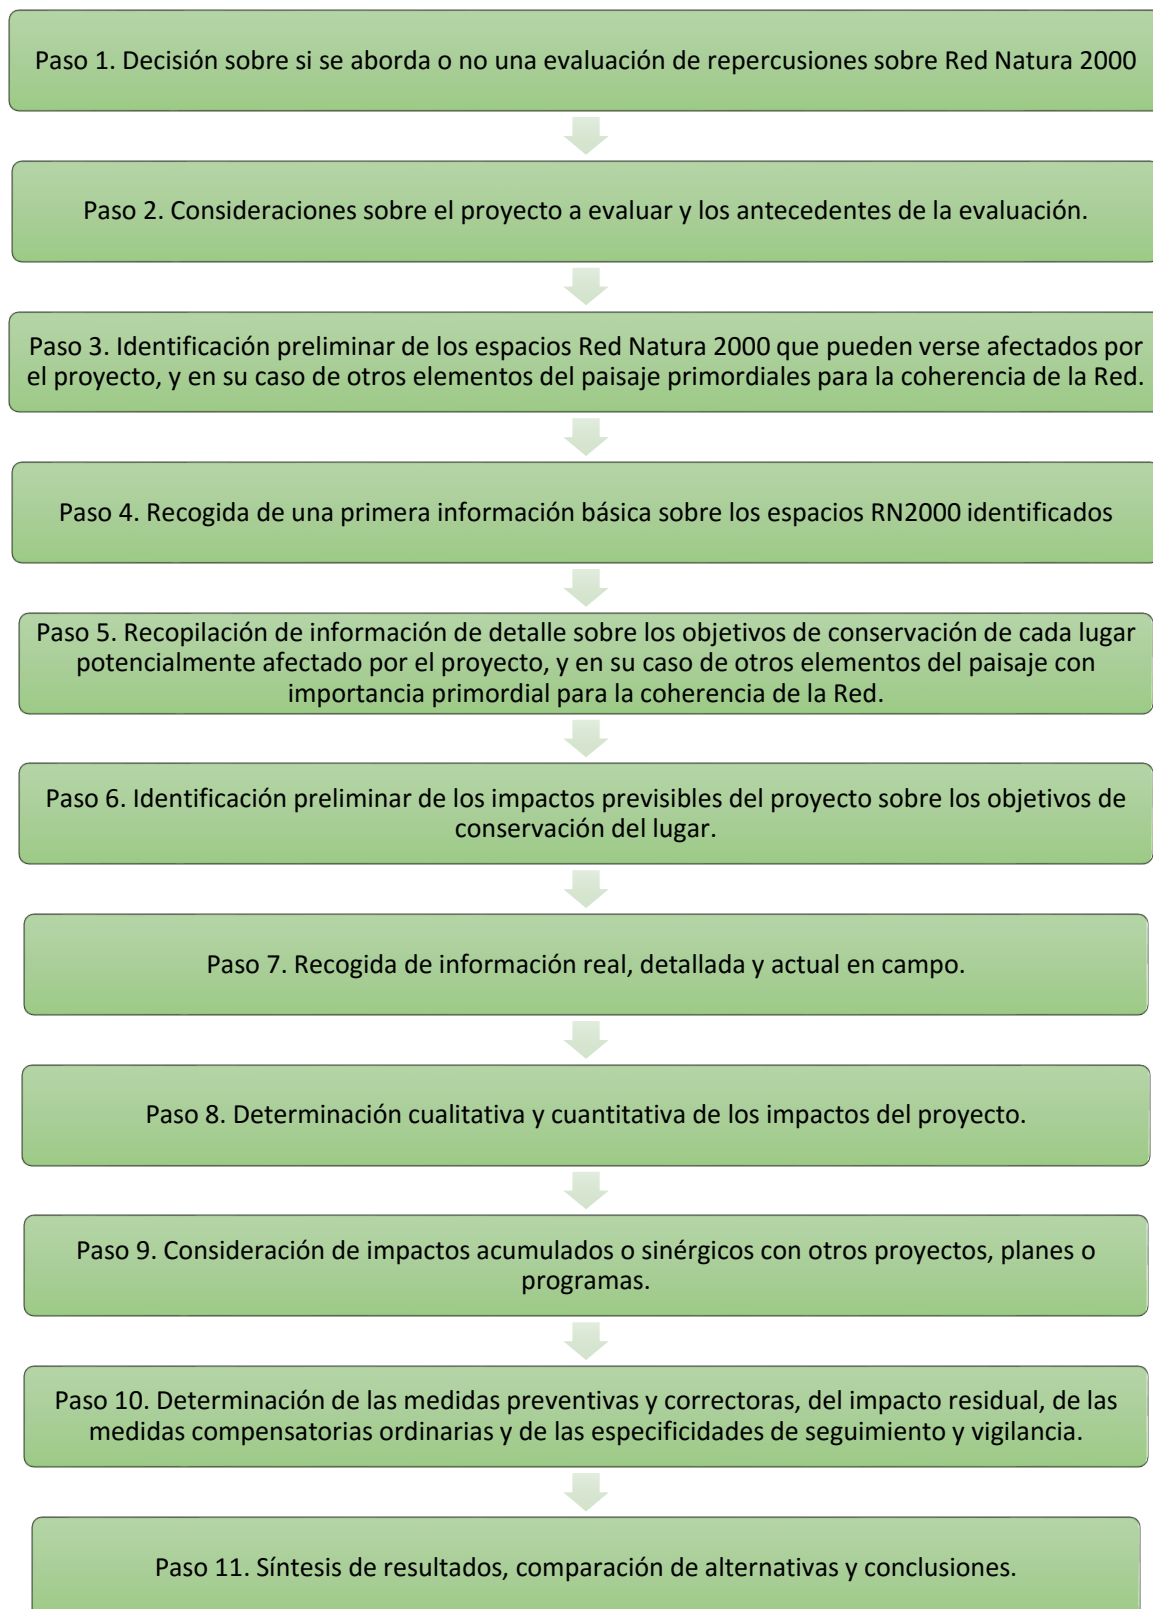 Paso 1. Decisión sobre si se aborda o no una evaluación de repercusiones sobre Red Natura 2000
Paso 2. Consideraciones sobre el proyecto a evaluar y los antecedentes de la evaluación.
Paso 3. Identificación preliminar de los espacios Red Natura 2000 que pueden verse afectados por
el proyecto, y en su caso de otros elementos del paisaje primordiales para la coherencia de la Red.
Paso 4. Recogida de una primera información básica sobre los espacios RN2000 identificados
Paso 5. Recopilación de información de detalle sobre los objetivos de conservación de cada lugar
potencialmente afectado por el proyecto, y en su caso de otros elementos del paisaje con
importancia primordial para la coherencia de la Red.
Paso 6. Identificación preliminar de los impactos previsibles del proyecto sobre los objetivos de
conservación del lugar.
Paso 7. Recogida de información real, detallada y actual en campo.
Paso 8. Determinación cualitativa y cuantitativa de los impactos del proyecto.
Paso 9. Consideración de impactos acumulados o sinérgicos con otros proyectos, planes o
programas.
Paso 10. Determinación de las medidas preventivas y correctoras, del impacto residual, de las
medidas compensatorias ordinarias y de las especificidades de seguimiento y vigilancia.
Paso 11. Síntesis de resultados, comparación de alternativas y conclusiones.